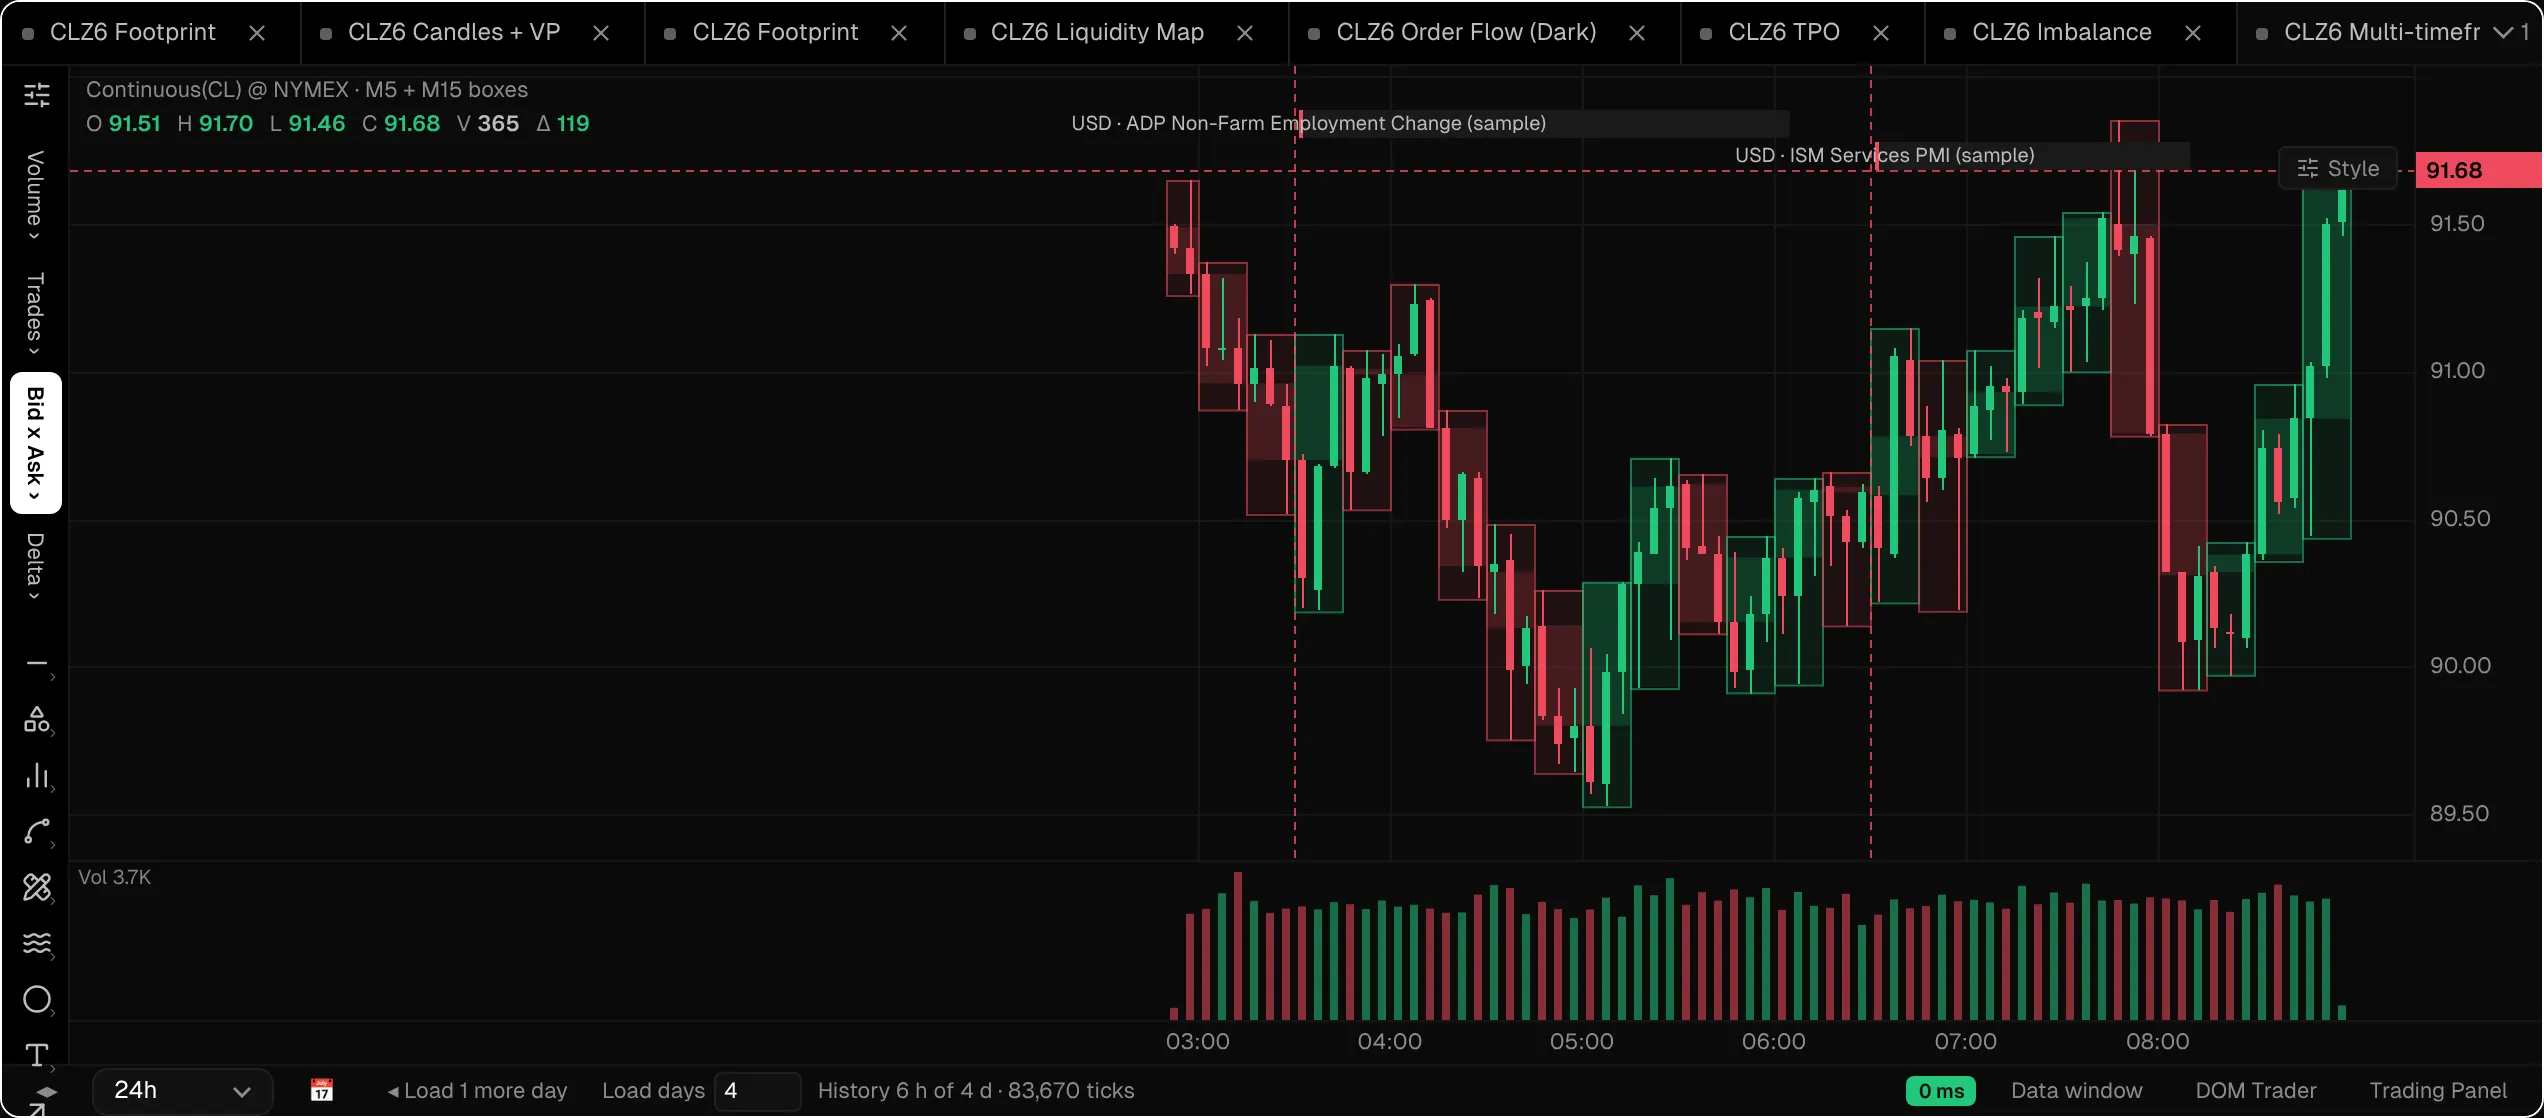 CLZ6 Footprint
CLZ6 Candles + VP
CLZ6 Footprint
CLZ6 Liquidity Map
CLZ6 Order Flow (Dark)
CLZ6 TPO
CLZ6 Imbalance
CLZ6 Multi-timefr
1
Continuous(CL) @ NYMEX · M5 + M15 boxes
O 91.51 H 91.70 L 91.46 C 91.68 V 365 Δ 119
USD · ADP Non-Farm Employment Change (sample)
USD · ISM Services PMI (sample)
Style
91.68
91.50
91.00
90.50
90.00
89.50
Volume ›
Trades ›
Bid x Ask ›
Delta ›
T
Vol 3.7K
03:00
04:00
05:00
06:00
07:00
08:00
24h
17
Load 1 more day
Load days 4
History 6 h of 4 d · 83,670 ticks
0 ms
Data window
DOM Trader
Trading Panel